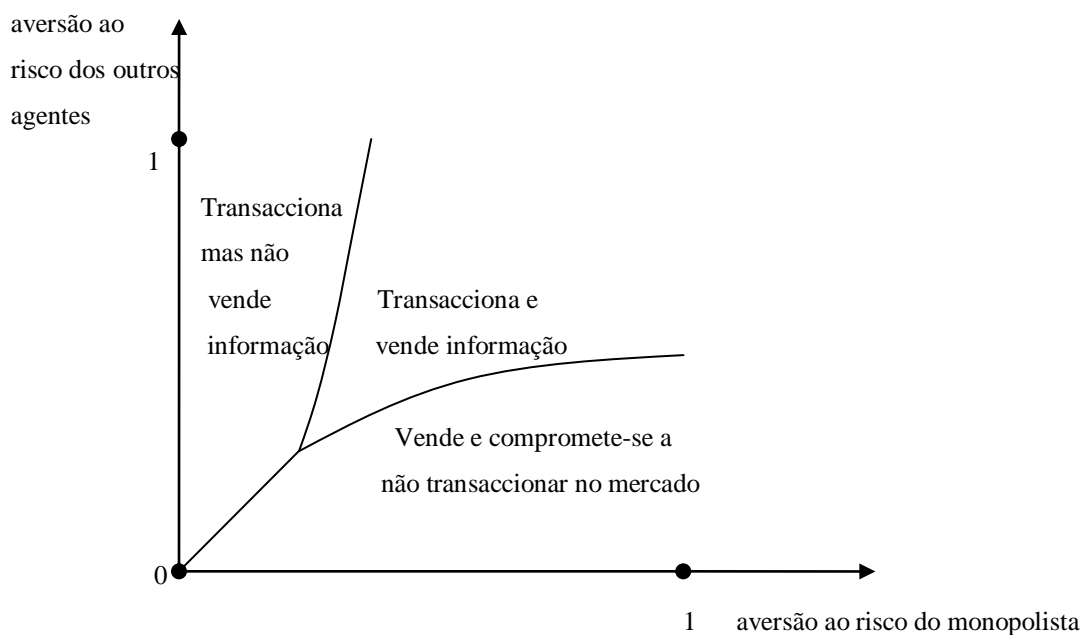 aversão ao
risco dos outros
agentes
1
Transacciona
mas não
vende
informação
Transacciona e
vende informação
Vende e compromete-se a
não transaccionar no mercado
0
1 aversão ao risco do monopolista